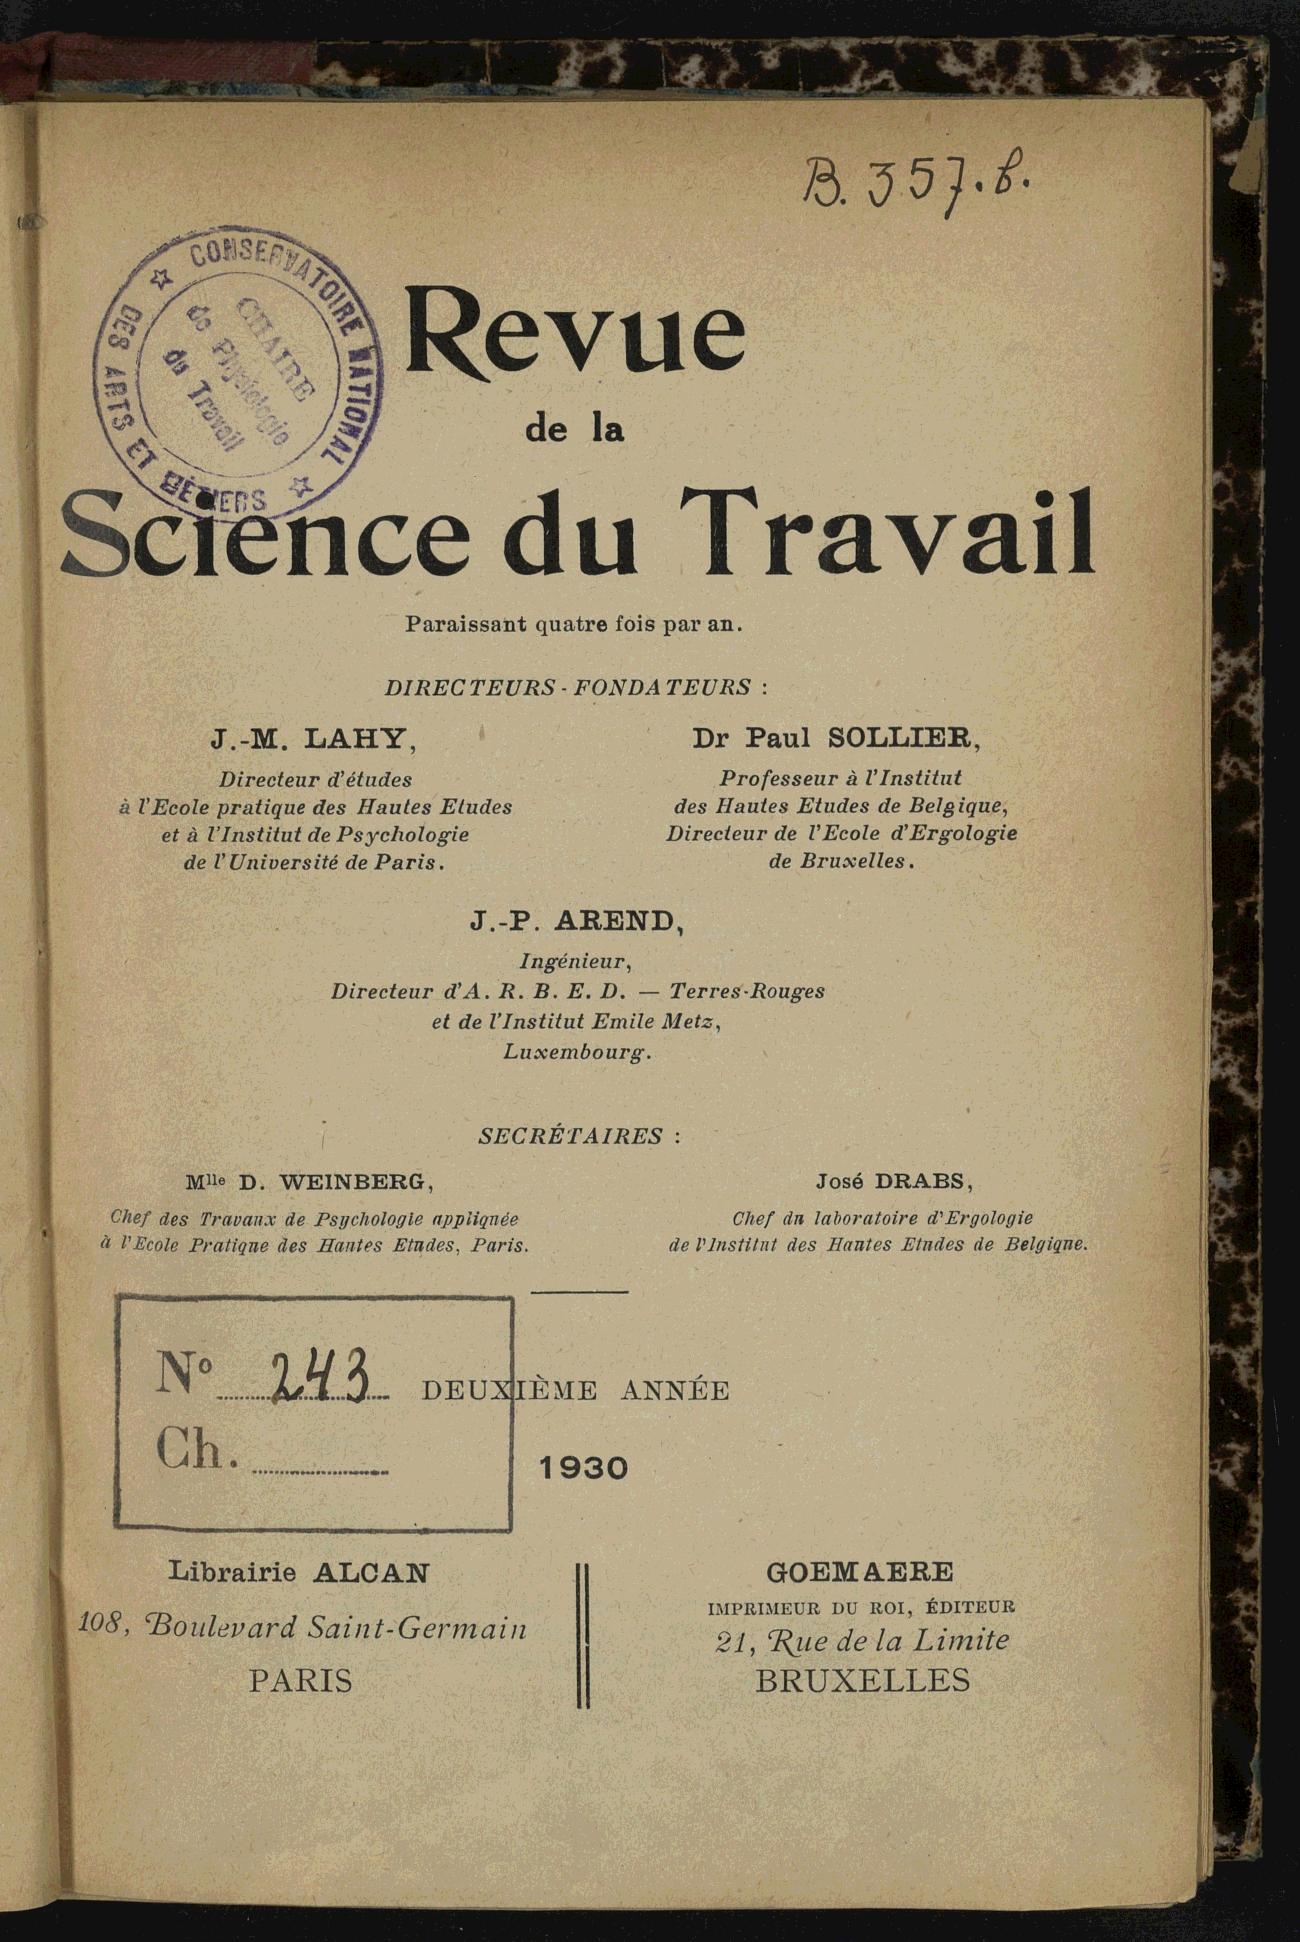 B. 357. b.
CONSERVATOIRE NATIONAL
DES ARTS ET MÉTIERS
CHAIRE
de Physiologie
du Travail
Revue
de la
Science du Travail
Paraissant quatre fois par an.
DIRECTEURS-FONDATEURS :
J.-M. LAHY,
Directeur d'études
à l'Ecole pratique des Hautes Etudes
et à l'Institut de Psychologie
de l'Université de Paris.
Dr Paul SOLLIER,
Professeur à l'Institut
des Hautes Etudes de Belgique,
Directeur de l'Ecole d'Ergologie
de Bruxelles.
J.-P. AREND,
Ingénieur,
Directeur d'A. R. B. E. D. — Terres-Rouges
et de l'Institut Emile Metz,
Luxembourg.
SECRÉTAIRES :
Mlle D. WEINBERG,
Chef des Travaux de Psychologie appliquée
à l'Ecole Pratique des Hautes Etudes, Paris.
José DRABS,
Chef du laboratoire d'Ergologie
de l'Institut des Hautes Etudes de Belgique.
No 243
Ch.
DEUXIÈME ANNÉE
1930
Librairie ALCAN
108, Boulevard Saint-Germain
PARIS
GOEMAERE
IMPRIMEUR DU ROI, ÉDITEUR
21, Rue de la Limite
BRUXELLES